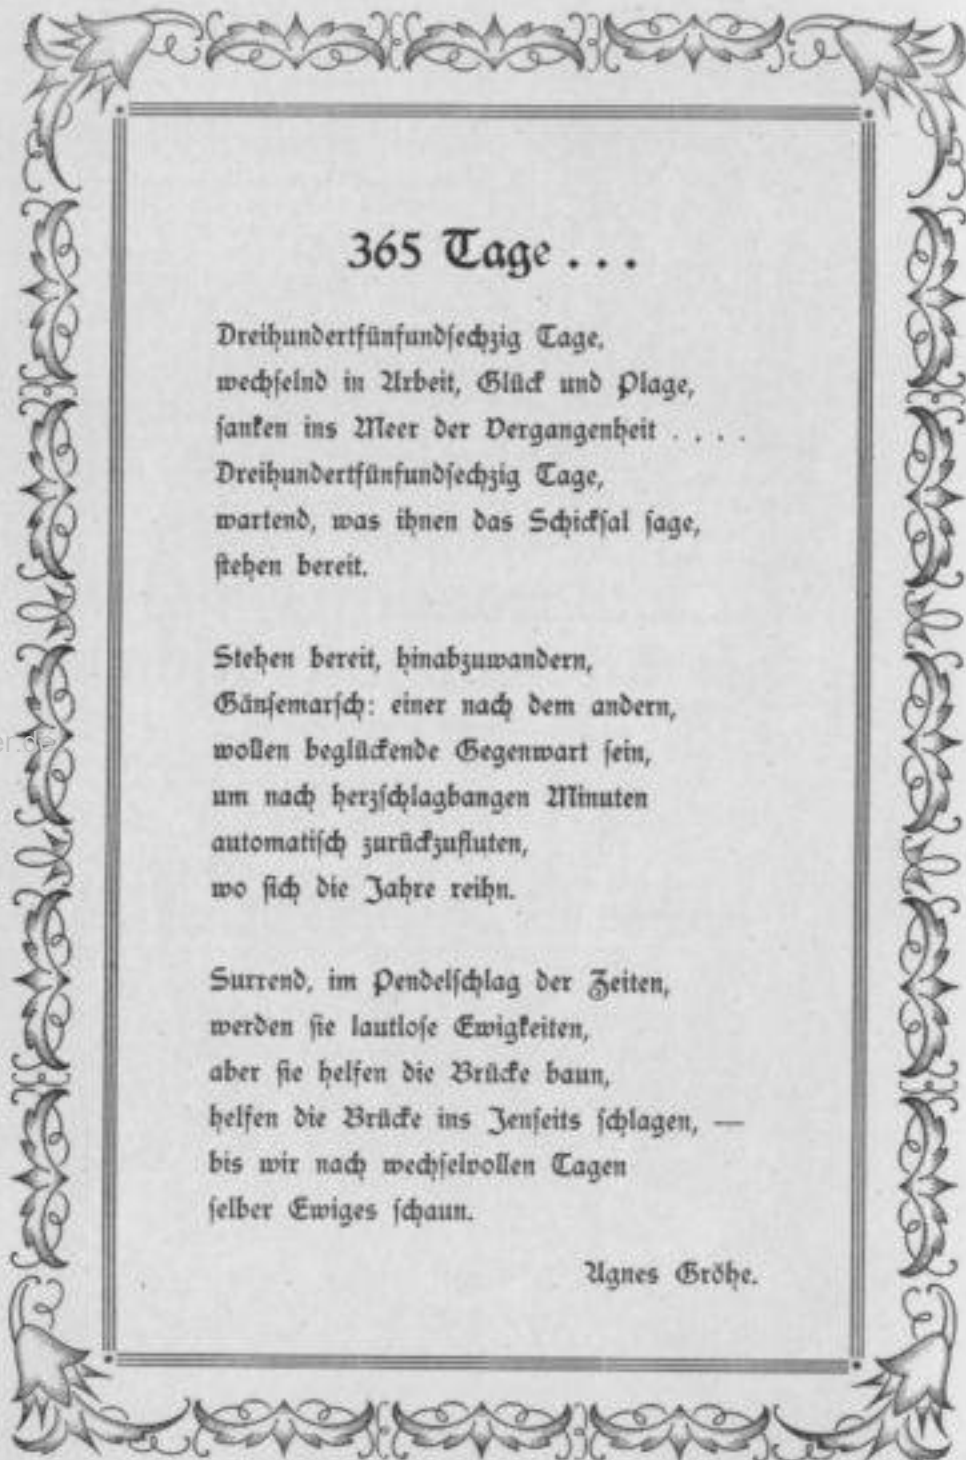 365 Tage . . .
Dreihundertfünfundsechzig Tage,
wechselnd in Arbeit, Glück und Plage,
sanken ins Meer der Vergangenheit . . . .
Dreihundertfünfundsechzig Tage,
wartend, was ihnen das Schicksal sage,
stehen bereit.
Stehen bereit, hinabzuwandern,
Gänsemarsch: einer nach dem andern,
wollen beglückende Gegenwart sein,
um nach herzschlagbangen Minuten
automatisch zurückzufluten,
wo sich die Jahre reihn.
Surrend, im Pendelschlag der Zeiten,
werden sie lautlose Ewigkeiten,
aber sie helfen die Brücke baun,
helfen die Brücke ins Jenseits schlagen, —
bis wir nach wechselvollen Tagen
selber Ewiges schaun.
Agnes Gröhe.